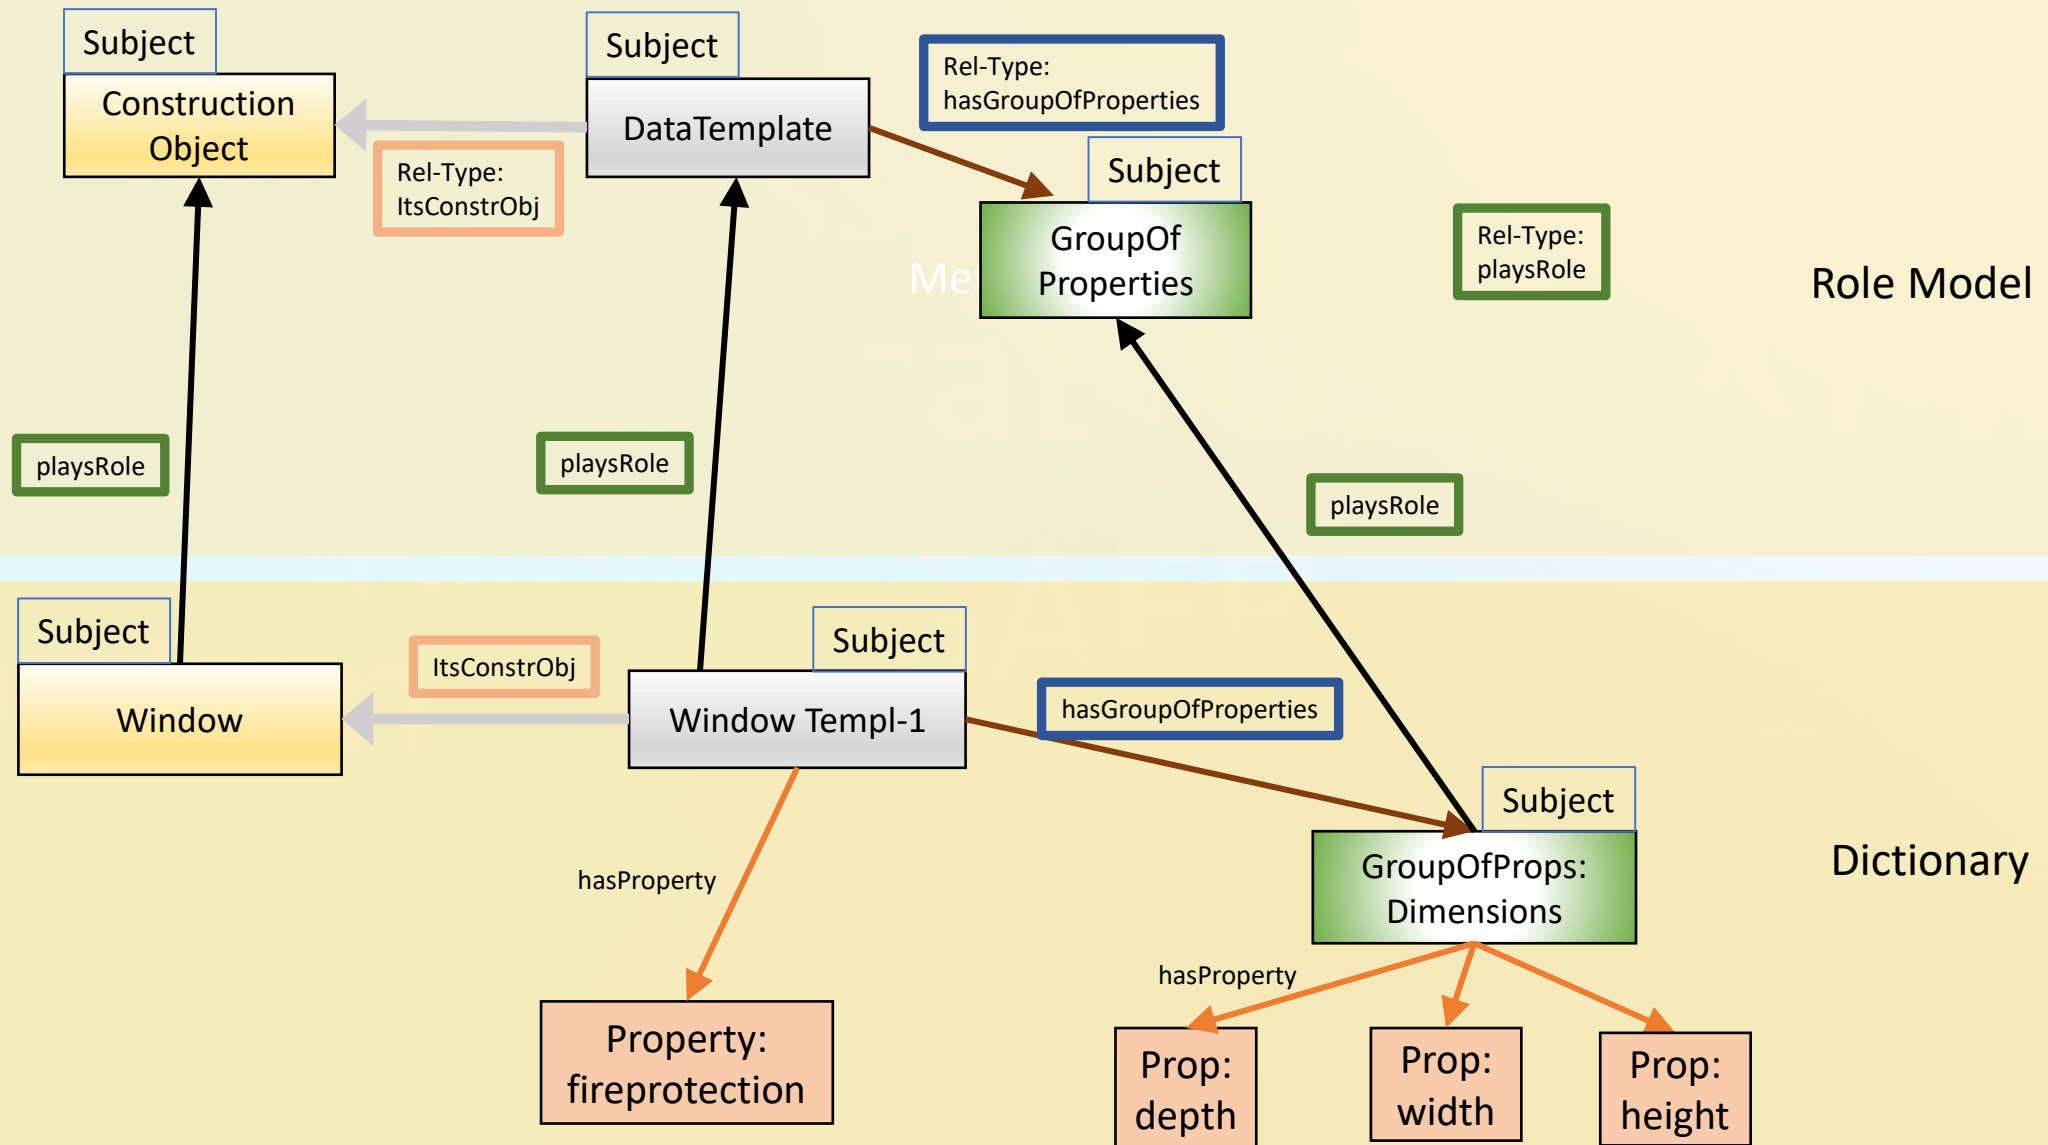 Subject
Construction
Object
Subject
DataTemplate
Rel-Type:
hasGroupOfProperties
Rel-Type:
ItsConstrObj
Subject
GroupOf
Properties
Rel-Type:
playsRole
Role Model
playsRole
playsRole
playsRole
Subject
Window
ItsConstrObj
Subject
Window Templ-1
hasGroupOfProperties
Subject
GroupOfProps:
Dimensions
Dictionary
hasProperty
hasProperty
Property:
fireprotection
Prop:
depth
Prop:
width
Prop:
height